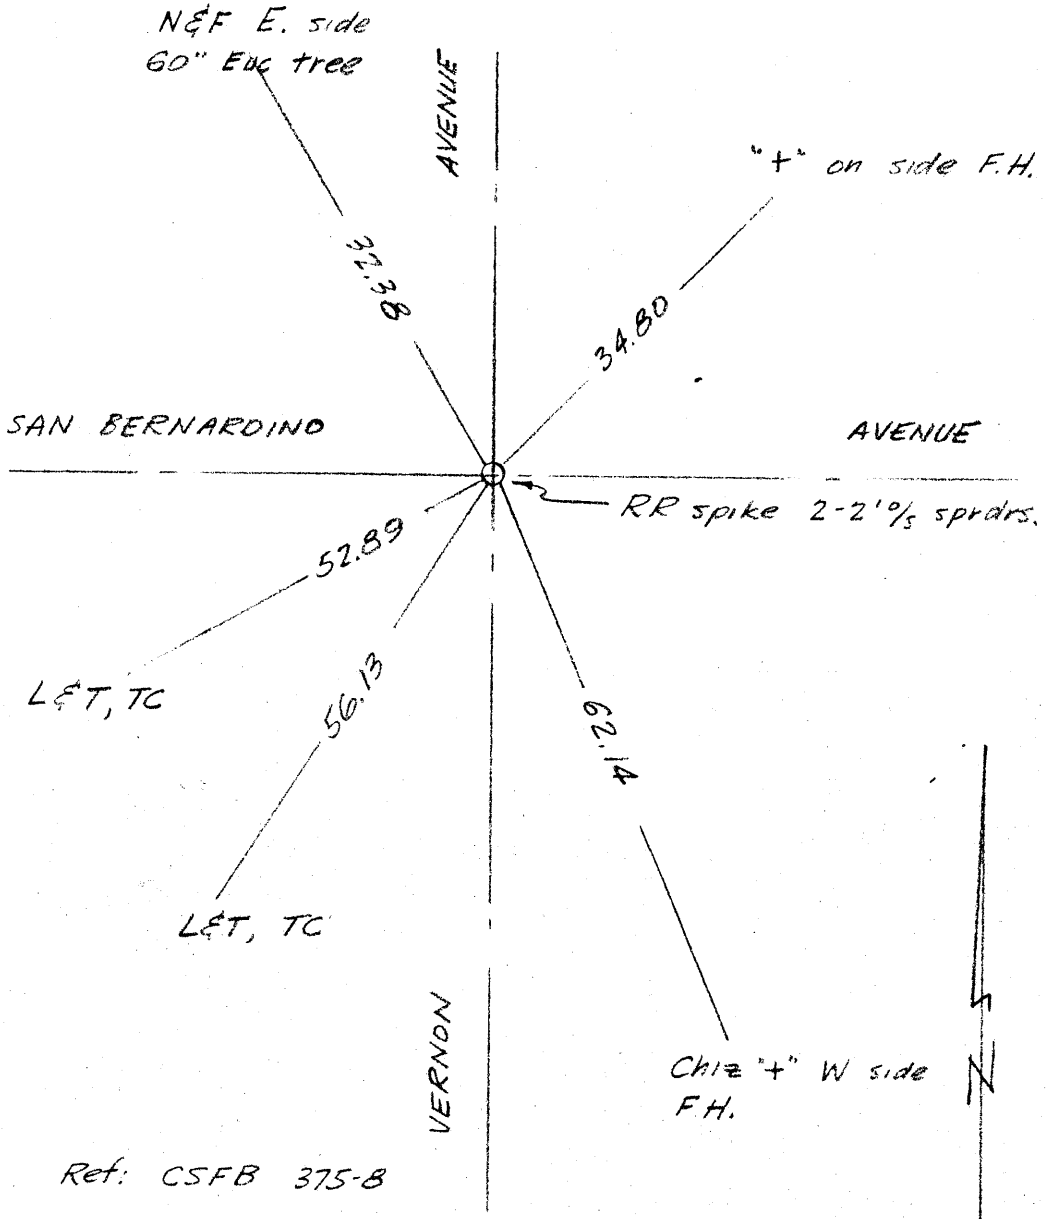 N&F E. side
60" Euc tree
AVENUE
"+" on side F.H.
32.38
34.80
SAN BERNARDINO
AVENUE
RR spike 2-2' o/s sprdrs.
52.89
L&T, TC
56.13
62.14
L&T, TC
VERNON
Chiz "+" W side
F.H.
N
Ref: CSFB 375-8